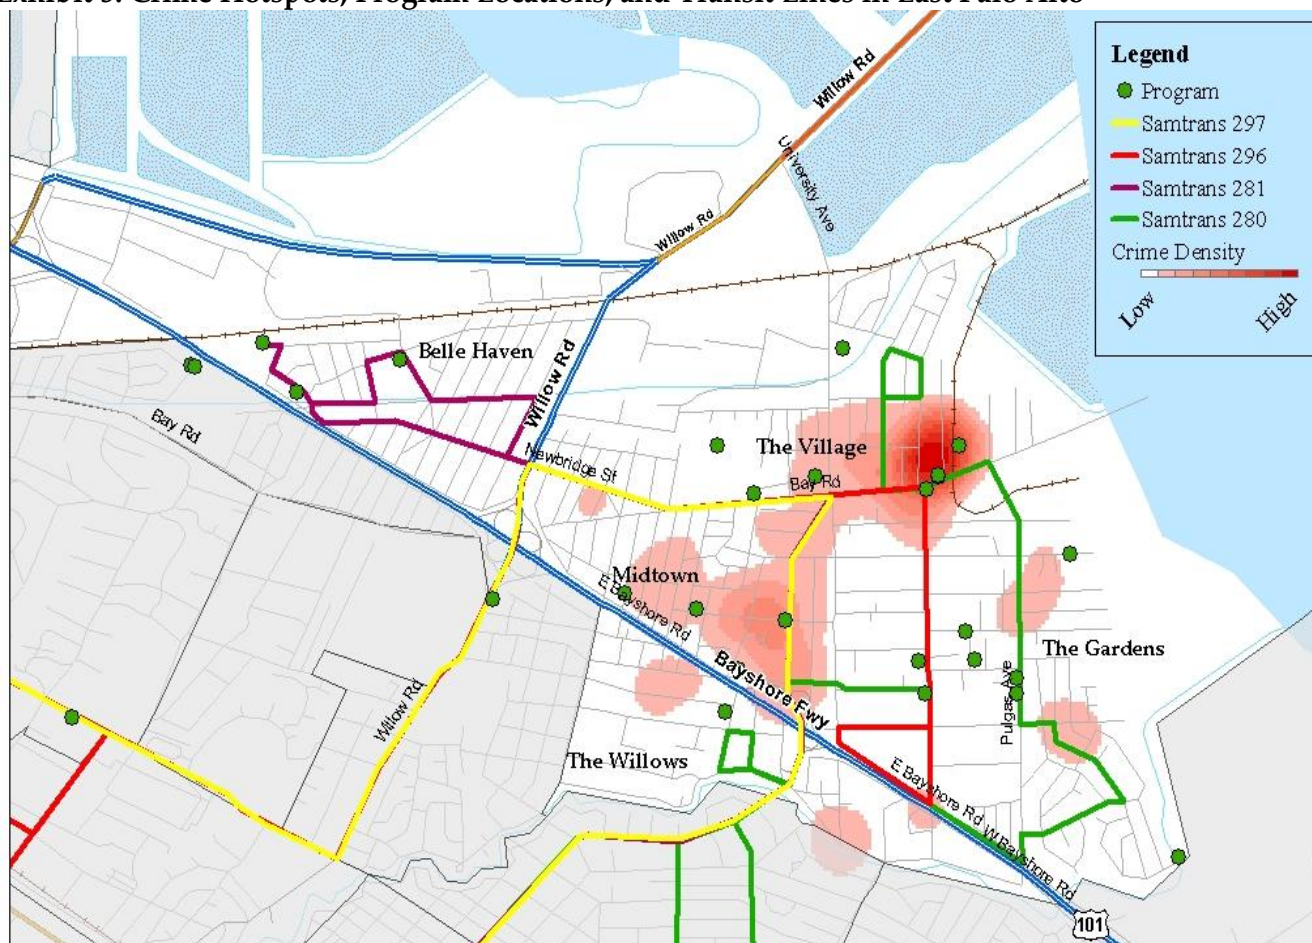 Exhibit 3: Crime Hotspots, Program Locations, and Transit Lines in East Palo Alto
Legend
Program
Samtrans 297
Samtrans 296
Samtrans 281
Samtrans 280
Crime Density
Low
High
Willow Rd
University Ave
Willow Rd
Belle Haven
Willow Rd
Bay Rd
Newbridge St
The Village
Bay Rd
Midtown
E Bayshore Rd
The Gardens
Bayshore Fwy
Pulgas Ave
Willow Rd
The Willows
E Bayshore Rd
W Bayshore Rd
101